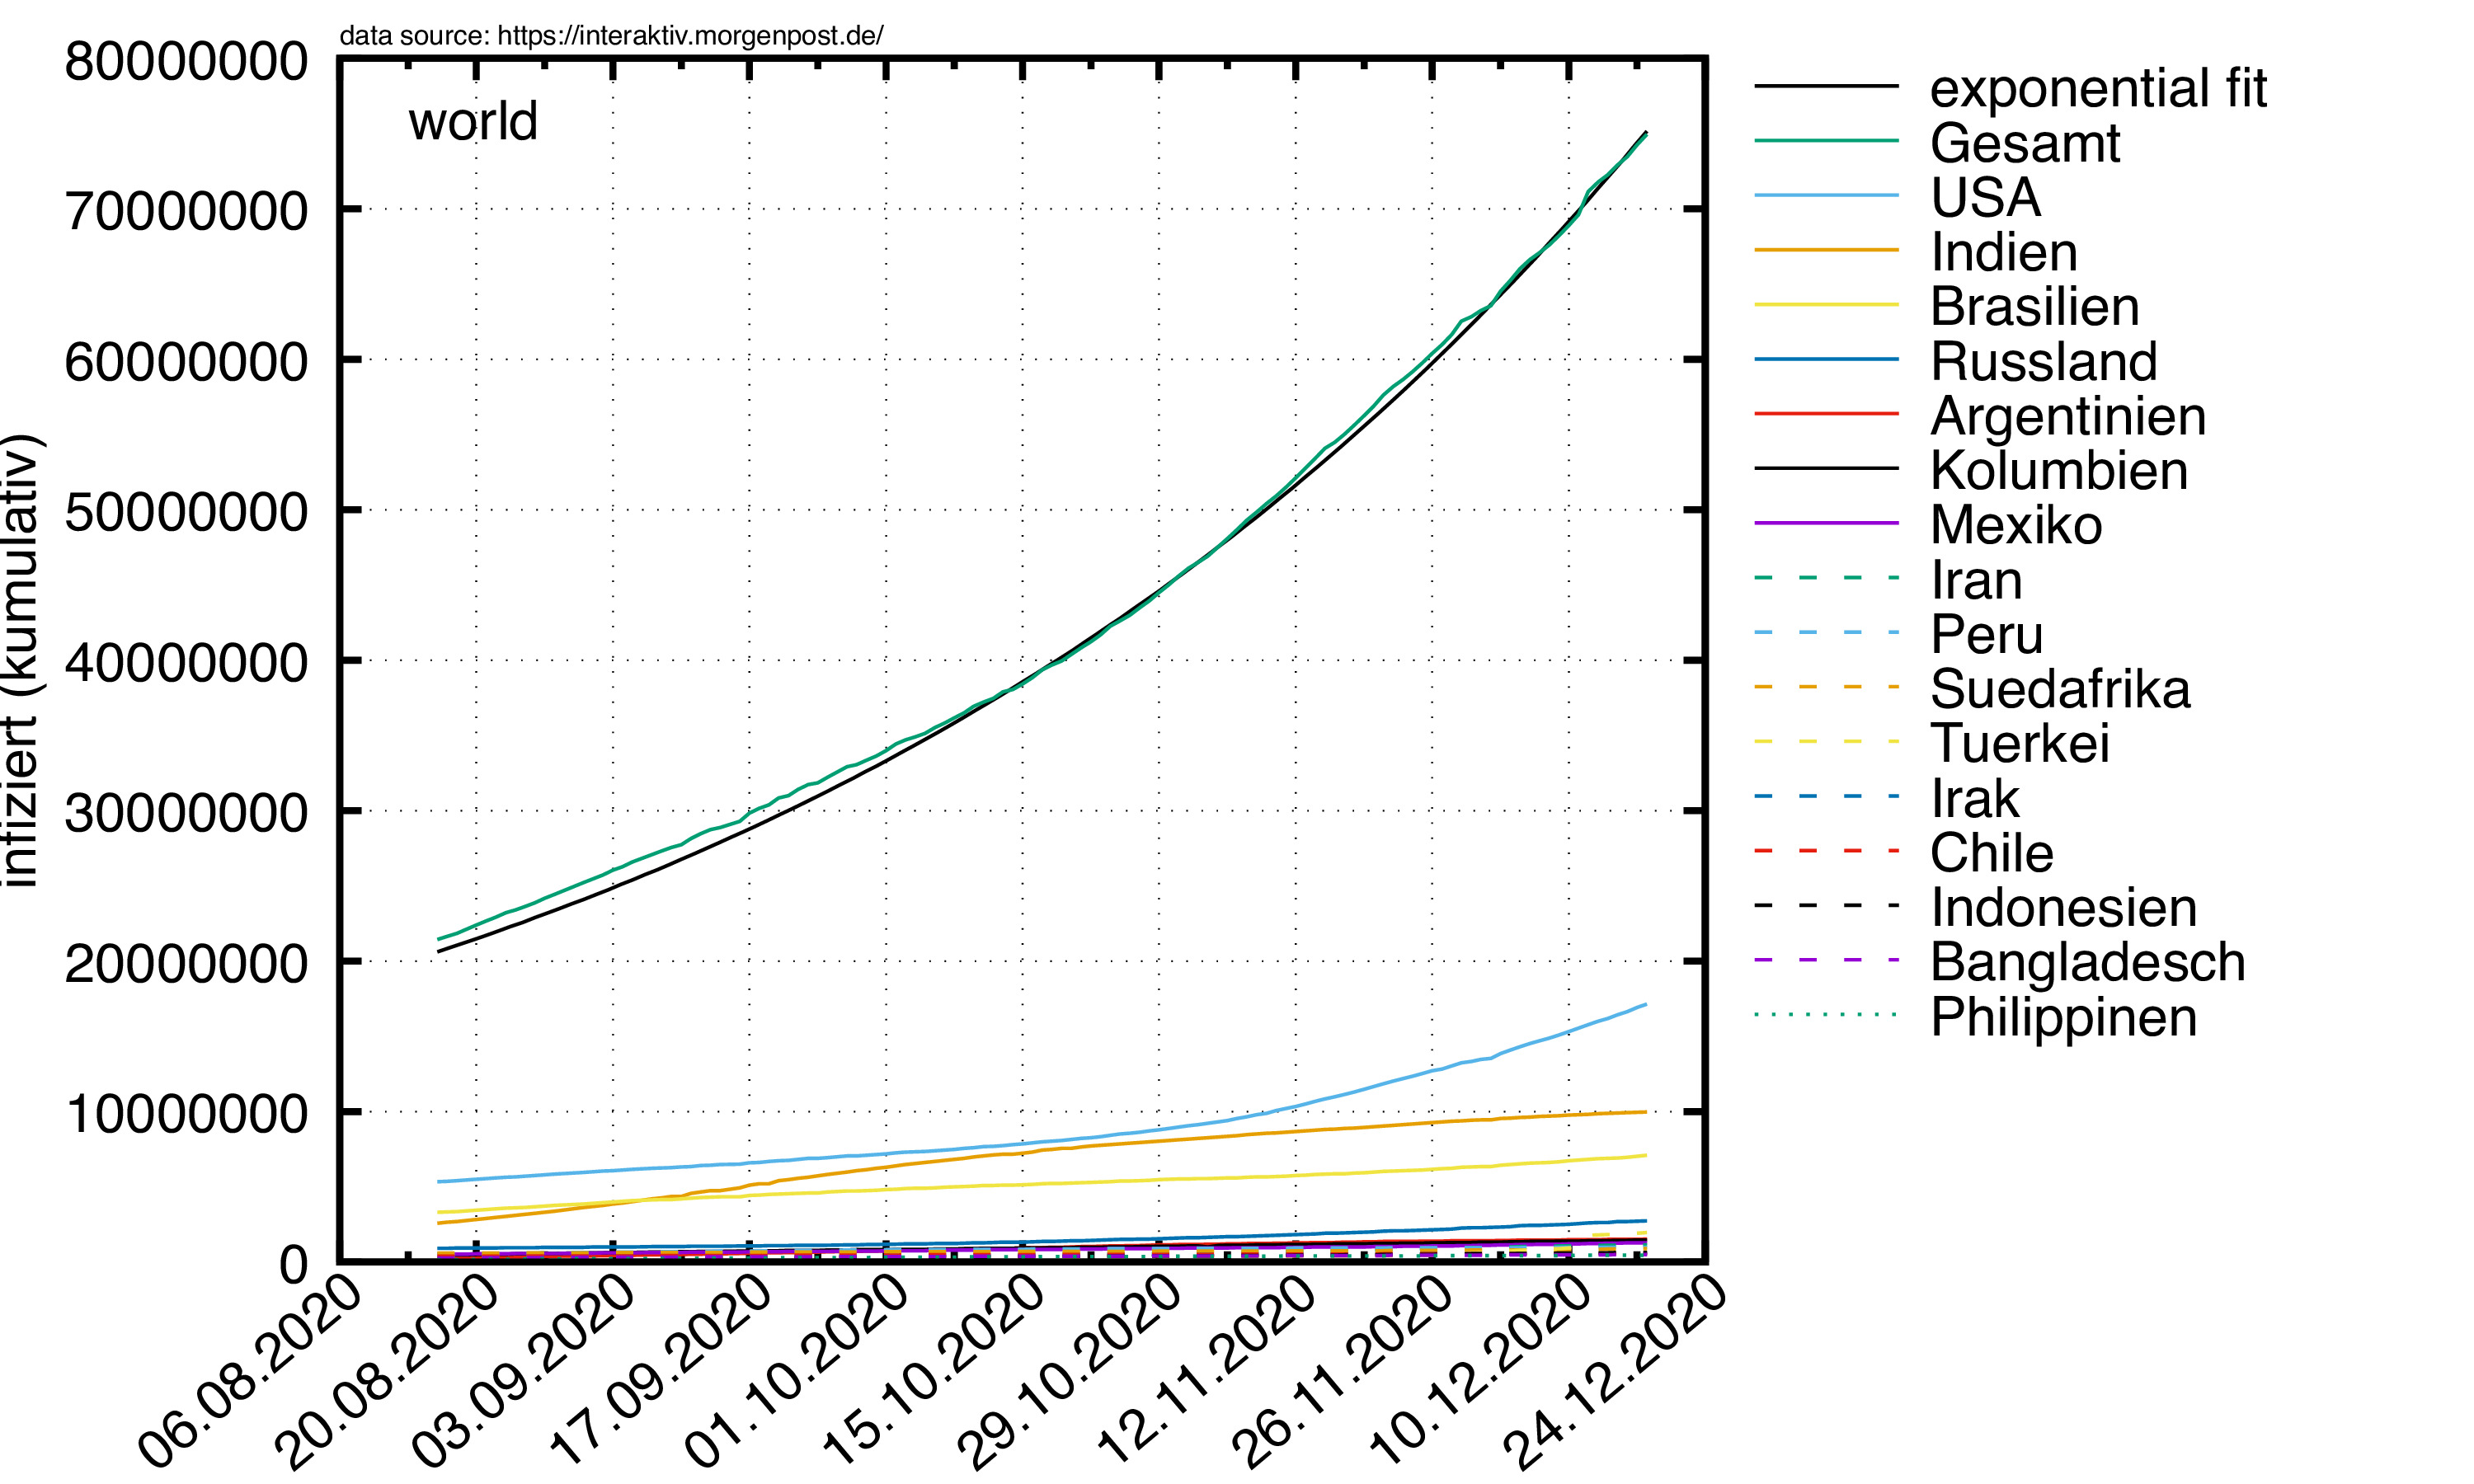 data source: https://interaktiv.morgenpost.de/
world
infiziert (kumulativ)
80000000
70000000
60000000
50000000
40000000
30000000
20000000
10000000
0
06.08.2020
20.08.2020
03.09.2020
17.09.2020
01.10.2020
15.10.2020
29.10.2020
12.11.2020
26.11.2020
10.12.2020
24.12.2020
exponential fit
Gesamt
USA
Indien
Brasilien
Russland
Argentinien
Kolumbien
Mexiko
Iran
Peru
Suedafrika
Tuerkei
Irak
Chile
Indonesien
Bangladesch
Philippinen